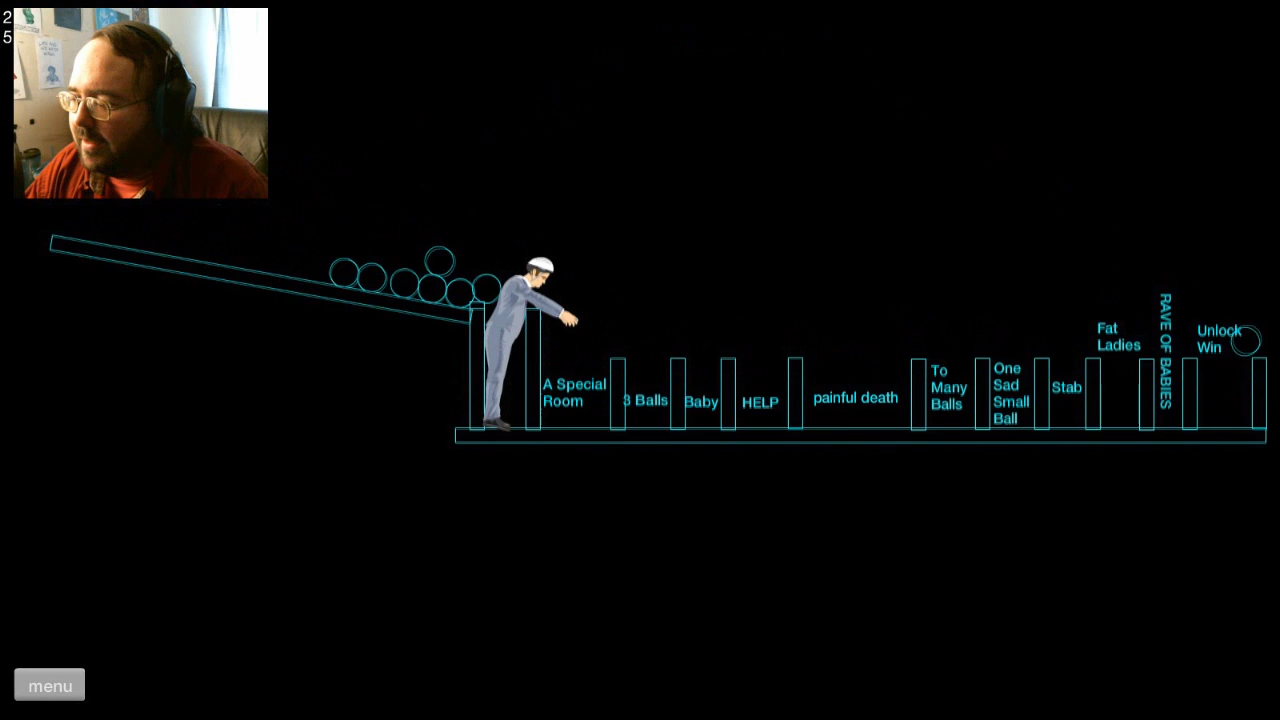 2
5
A Special
Room
3 Balls
Baby
HELP
painful death
To
Many
Balls
One
Sad
Small
Ball
Stab
Fat
Ladies
RAVE OF BABIES
Unlock
Win
menu